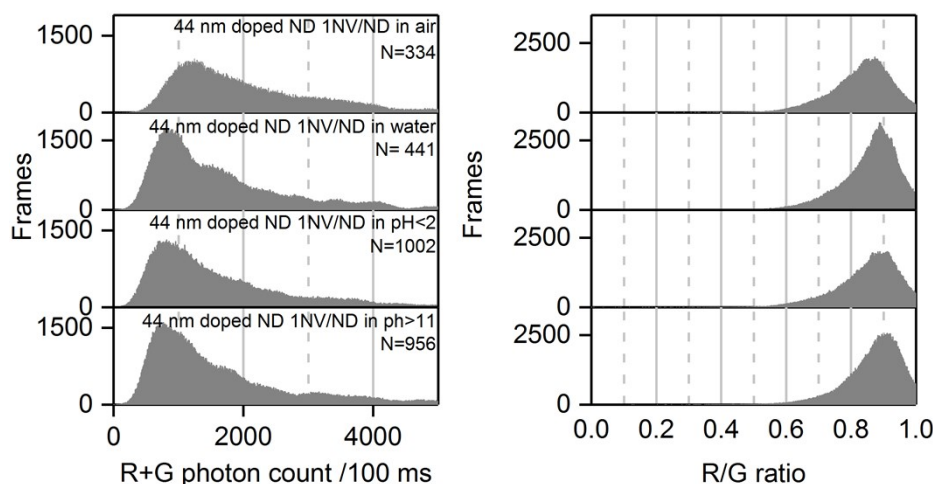 44 nm doped ND 1NV/ND in air
N=334
1500
0
44 nm doped ND 1NV/ND in water
N= 441
1500
0
44 nm doped ND 1NV/ND in pH<2
N=1002
1500
0
44 nm doped ND 1NV/ND in ph>11
N=956
1500
0
Frames
0 2000 4000
R+G photon count /100 ms
2500
0
2500
0
2500
0
2500
0
Frames
0.0 0.2 0.4 0.6 0.8 1.0
R/G ratio